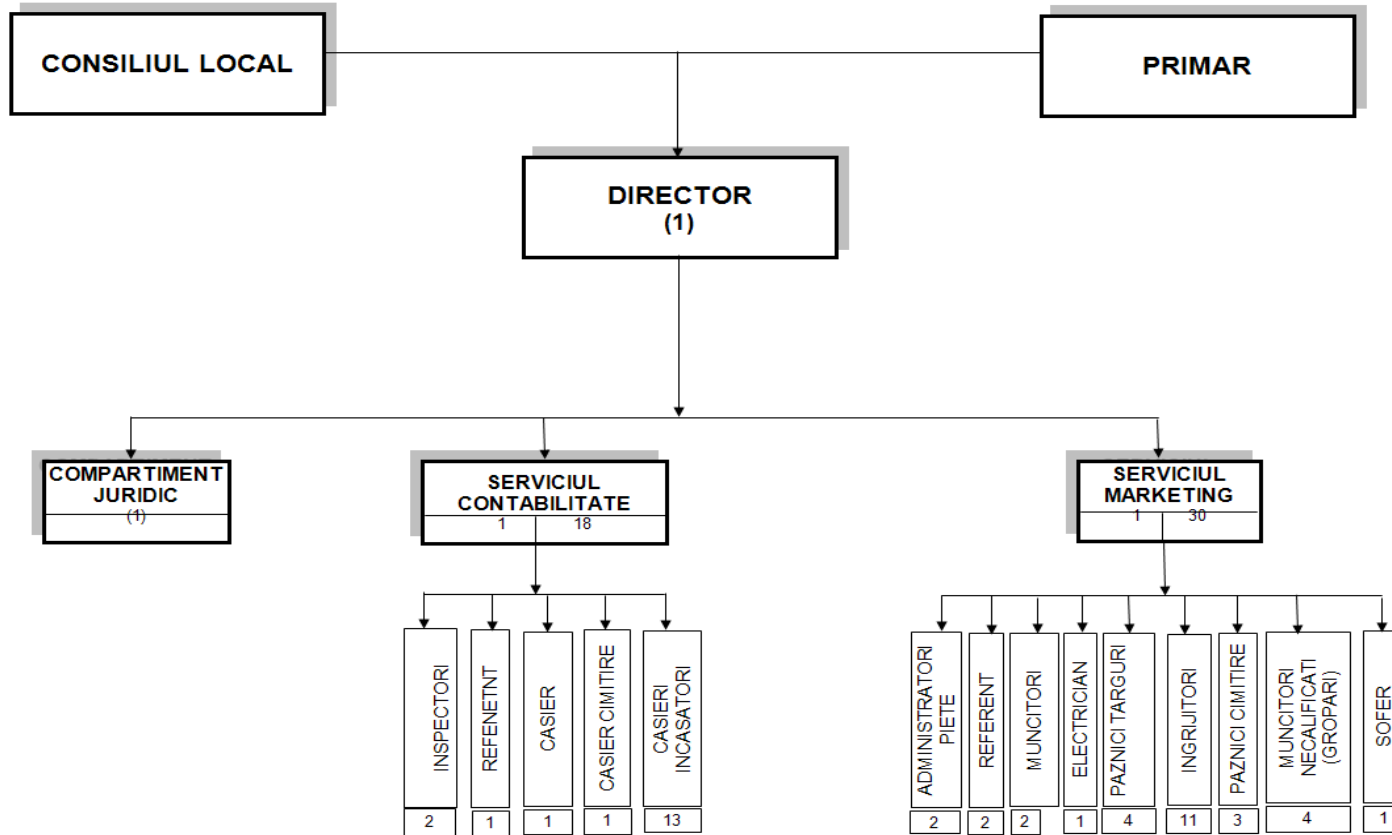 CONSILIUL LOCAL
PRIMAR
DIRECTOR
(1)
COMPARTIMENT
JURIDIC
(1)
SERVICIUL
CONTABILITATE
1 18
SERVICIUL
MARKETING
1 30
INSPECTORI
2
REFENETNT
1
CASIER
1
CASIER CIMITIRE
1
CASIERI
INCASATORI
13
ADMINISTRATORI
PIETE
2
REFERENT
2
MUNCITORI
2
ELECTRICIAN
1
PAZNICI TARGURI
4
INGRIJITORI
11
PAZNICI CIMITIRE
3
MUNCITORI
NECALIFICATI
(GROPARI)
4
SOFER
1